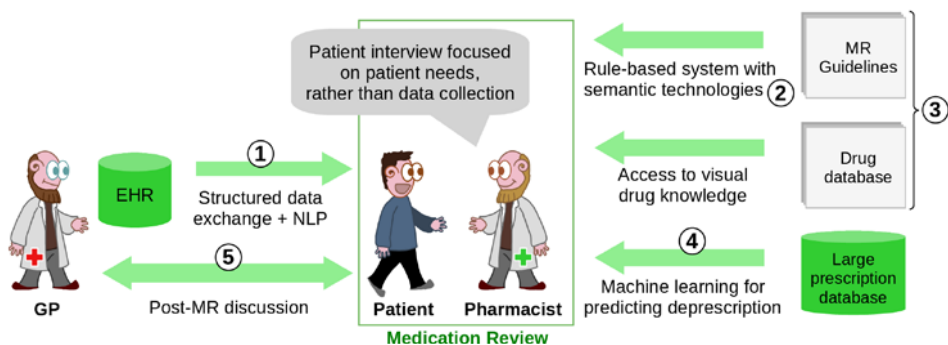 Patient interview focused
on patient needs,
rather than data collection
EHR
1
Structured data
exchange + NLP
5
Post-MR discussion
GP
Patient
Pharmacist
Medication Review
Rule-based system with
semantic technologies
2
MR
Guidelines
3
Access to visual
drug knowledge
Drug
database
4
Machine learning for
predicting deprescription
Large
prescription
database